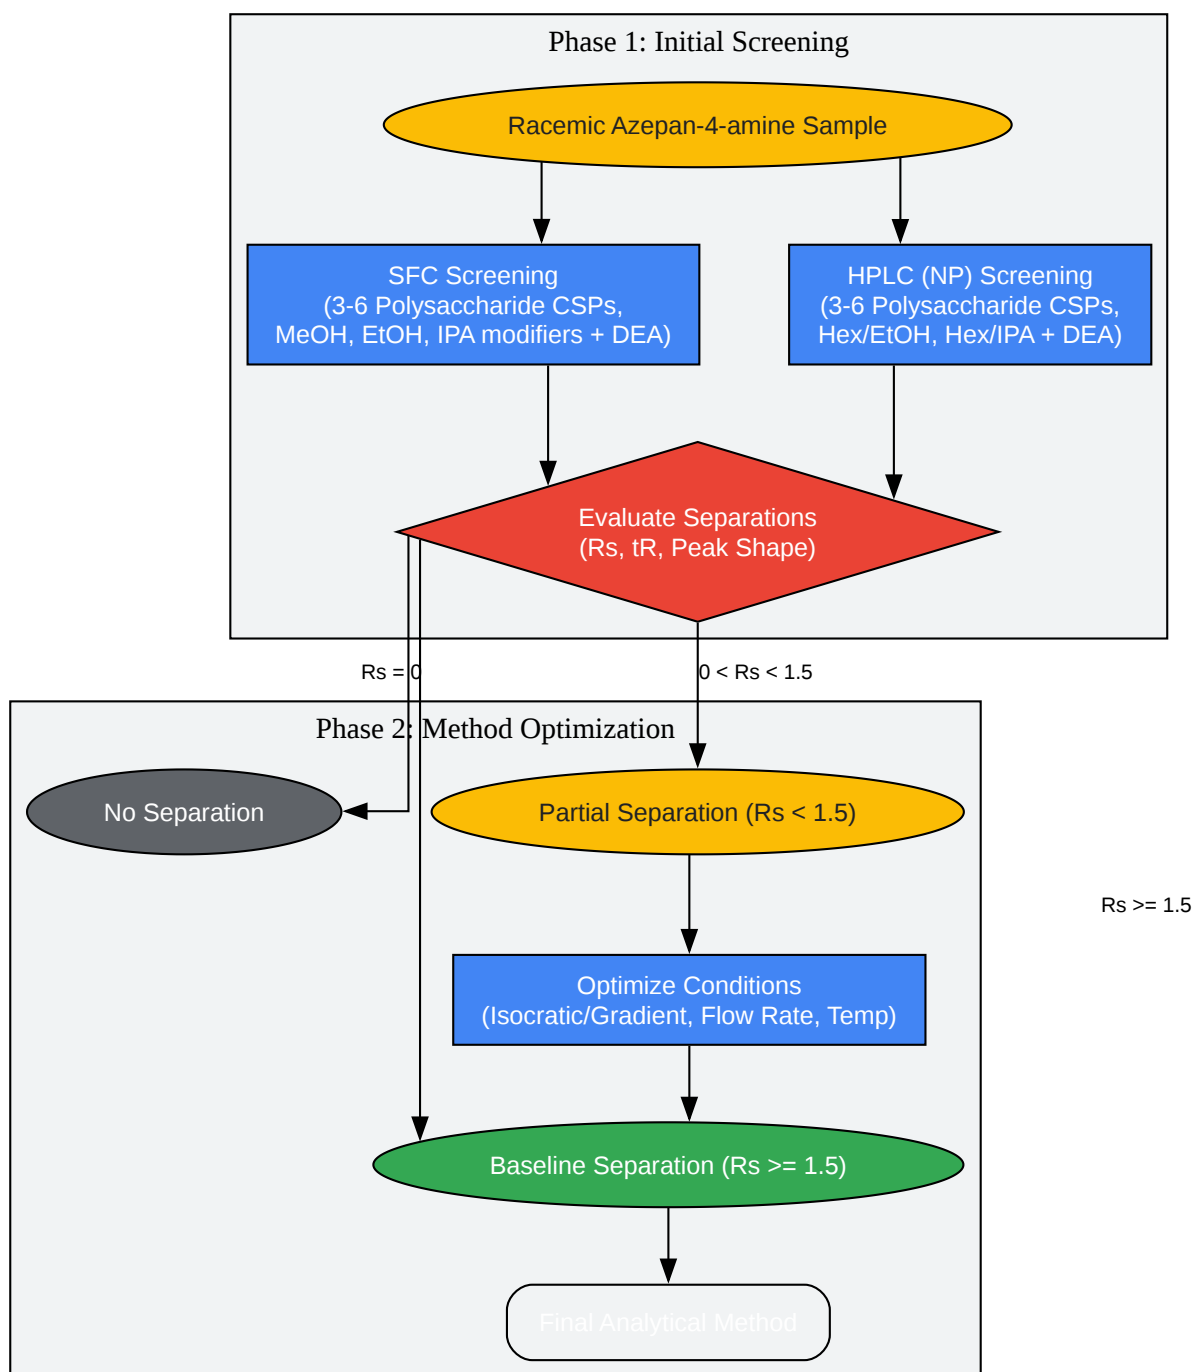 Phase 1: Initial Screening
Racemic Azepan-4-amine Sample
SFC Screening
(3-6 Polysaccharide CSPs,
MeOH, EtOH, IPA modifiers + DEA)
HPLC (NP) Screening
(3-6 Polysaccharide CSPs,
Hex/EtOH, Hex/IPA + DEA)
Evaluate Separations
(Rs, tR, Peak Shape)
Rs = 0
0 < Rs < 1.5
Phase 2: Method Optimization
No Separation
Partial Separation (Rs < 1.5)
Rs >= 1.5
Optimize Conditions
(Isocratic/Gradient, Flow Rate, Temp)
Baseline Separation (Rs >= 1.5)
Final Analytical Method